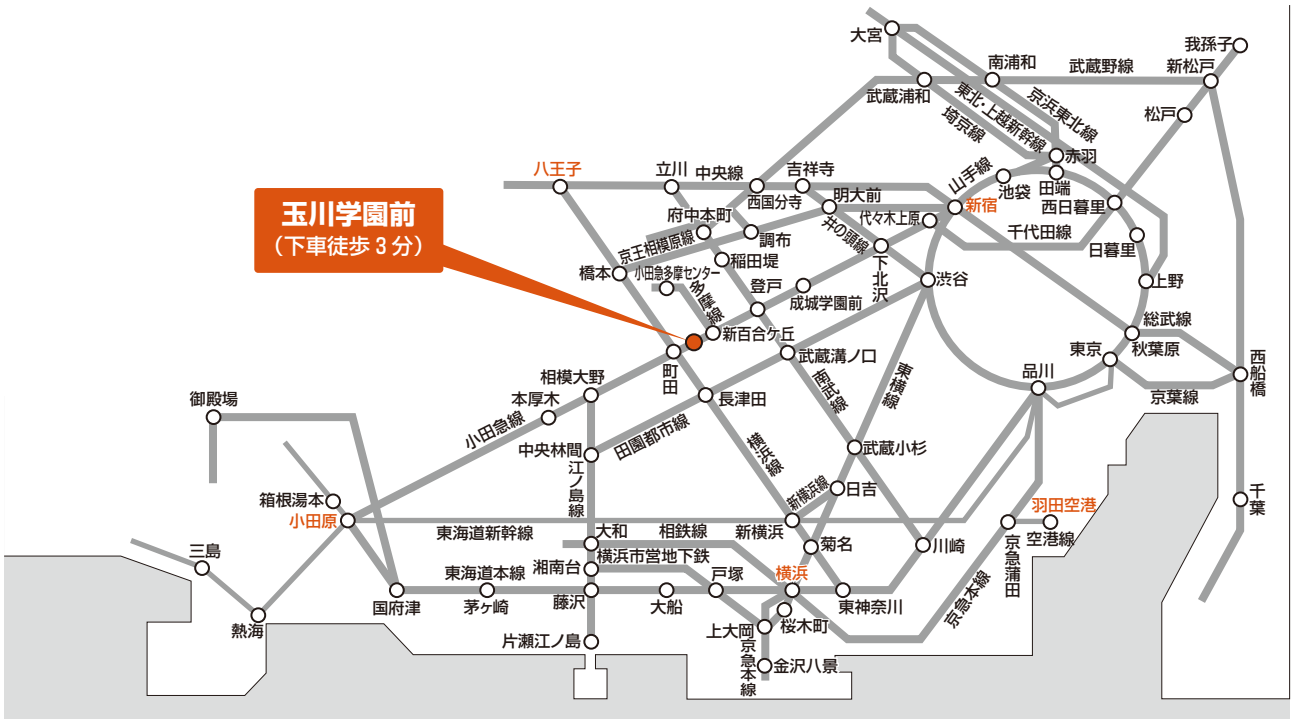 大宮
南浦和
武蔵野線
我孫子
新松戸
武蔵浦和
東北・上越新幹線
京浜東北線
埼京線
松戸
赤羽
山手線
池袋
田端
西日暮里
八王子
立川
中央線
吉祥寺
西国分寺
明大前
代々木上原
新宿
千代田線
日暮里
玉川学園前
(下車徒歩3分)
府中本町
京王相模原線
調布
井の頭線
橋本
小田急多摩センター
稲田堤
多摩線
登戸
成城学園前
下北沢
渋谷
上野
新百合ケ丘
総武線
秋葉原
東京
武蔵溝ノ口
町田
南武線
東横線
品川
京葉線
西船橋
御殿場
相模大野
本厚木
小田急線
長津田
中央林間
田園都市線
横浜線
江ノ島線
武蔵小杉
箱根湯本
小田原
新横浜線
日吉
羽田空港
千葉
東海道新幹線
新横浜
大和
相鉄線
菊名
川崎
京急蒲田
空港線
三島
湘南台
横浜市営地下鉄
東海道本線
戸塚
横浜
国府津
茅ヶ崎
藤沢
大船
東神奈川
京急本線
熱海
上大岡
桜木町
片瀬江ノ島
京急本線
金沢八景